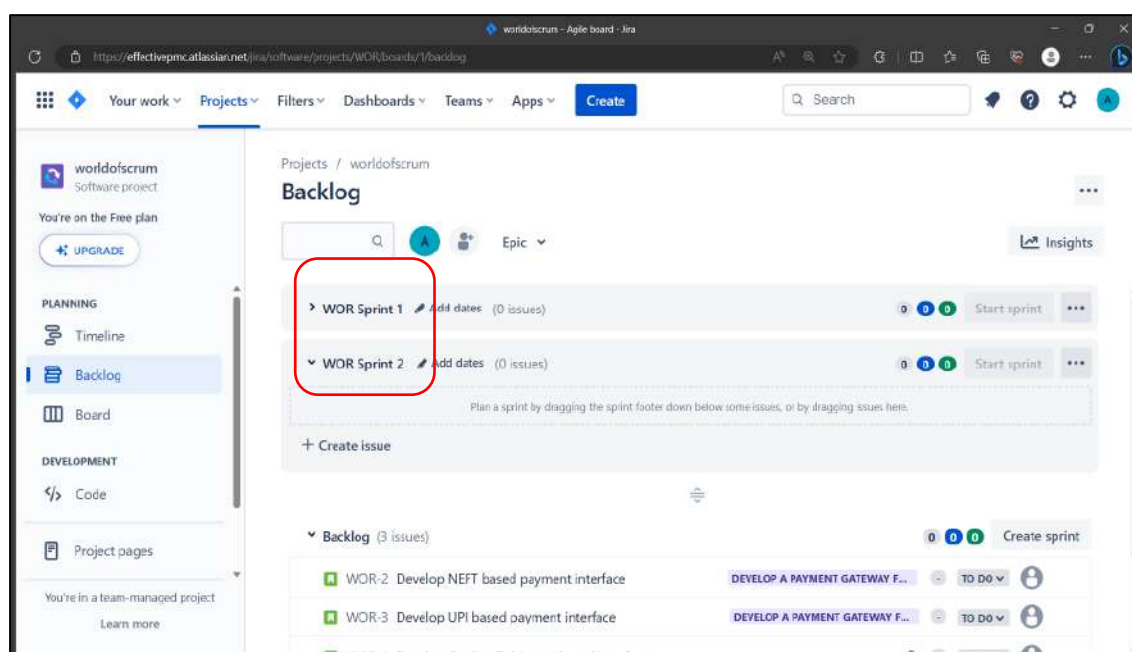 worldofscrum - Agile board - Jira
https://effectivepmc.atlassian.net/jira/software/projects/WOR/boards/1/backlog
Your work Projects Filters Dashboards Teams Apps Create Search
A
worldofscrum
Software project
You're on the Free plan
UPGRADE
PLANNING
Timeline
Backlog
Board
DEVELOPMENT
Code
Project pages
You're in a team-managed project
Learn more
Projects / worldofscrum
Backlog
A Epic Insights
WOR Sprint 1 Add dates (0 issues) 0 0 0 Start sprint
WOR Sprint 2 Add dates (0 issues) 0 0 0 Start sprint
Plan a sprint by dragging the sprint footer down below some issues, or by dragging issues here.
+ Create issue
Backlog (3 issues) 0 0 0 Create sprint
WOR-2 Develop NEFT based payment interface DEVELOP A PAYMENT GATEWAY F... - TO DO
WOR-3 Develop UPI based payment interface DEVELOP A PAYMENT GATEWAY F... - TO DO